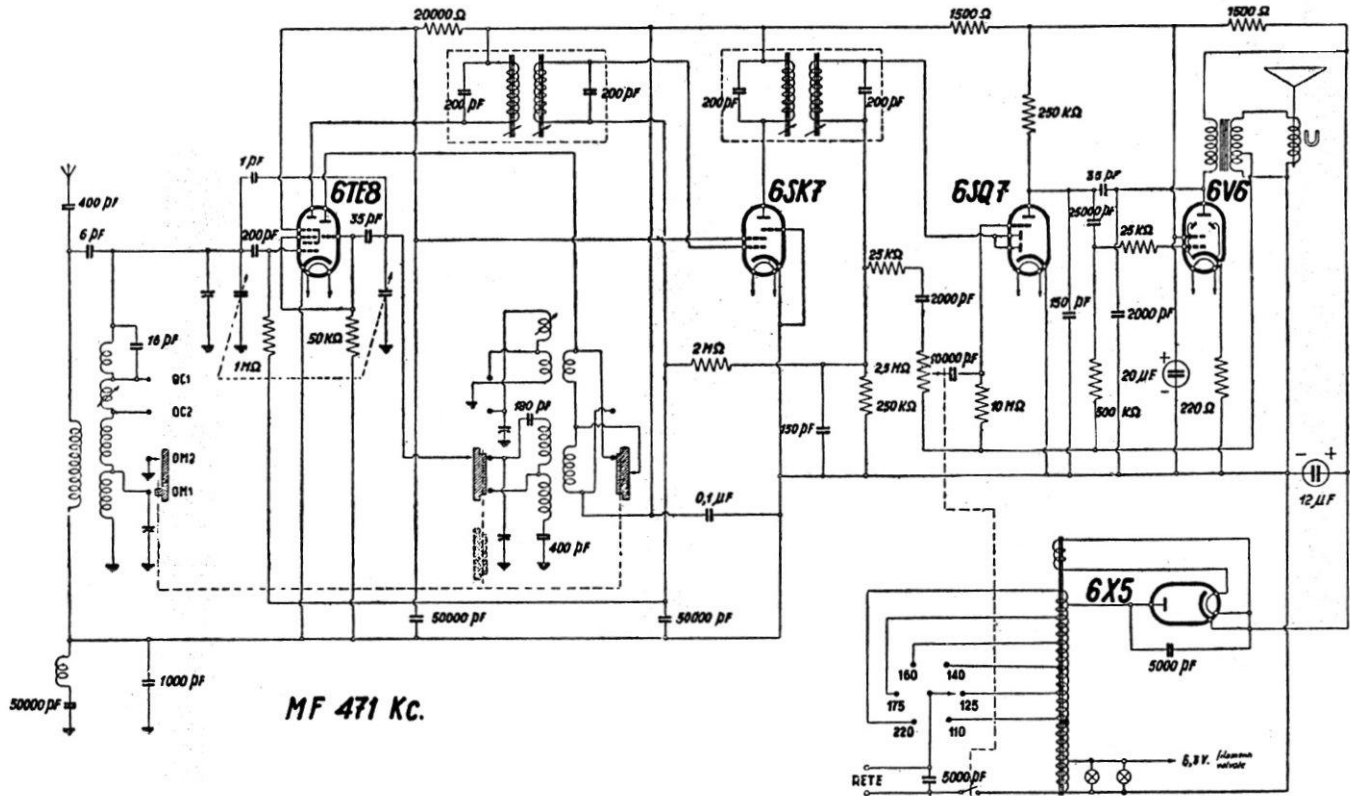 20000 Ω
1500 Ω
1500 Ω
200 pF
200 pF
200 pF
200 pF
250 KΩ
1 pF
6TE8
35 pF
6SK7
6SQ7
35 pF
6V6
400 pF
6 pF
200 pF
25000 pF
25 KΩ
25 KΩ
2000 pF
150 pF
2000 pF
16 pF
1 MΩ
50 KΩ
2 MΩ
2,5 MΩ
10000 pF
20 µF
220 Ω
OC1
OC2
OM2
OM1
180 pF
150 pF
250 KΩ
10 MΩ
500 KΩ
+
-
- +
12 µF
0,1 µF
400 pF
50000 pF
50000 pF
6X5
5000 pF
1000 pF
50000 pF
MF 471 Kc.
160
140
175
125
220
110
RETE
5000 pF
6,3 V.
valvole